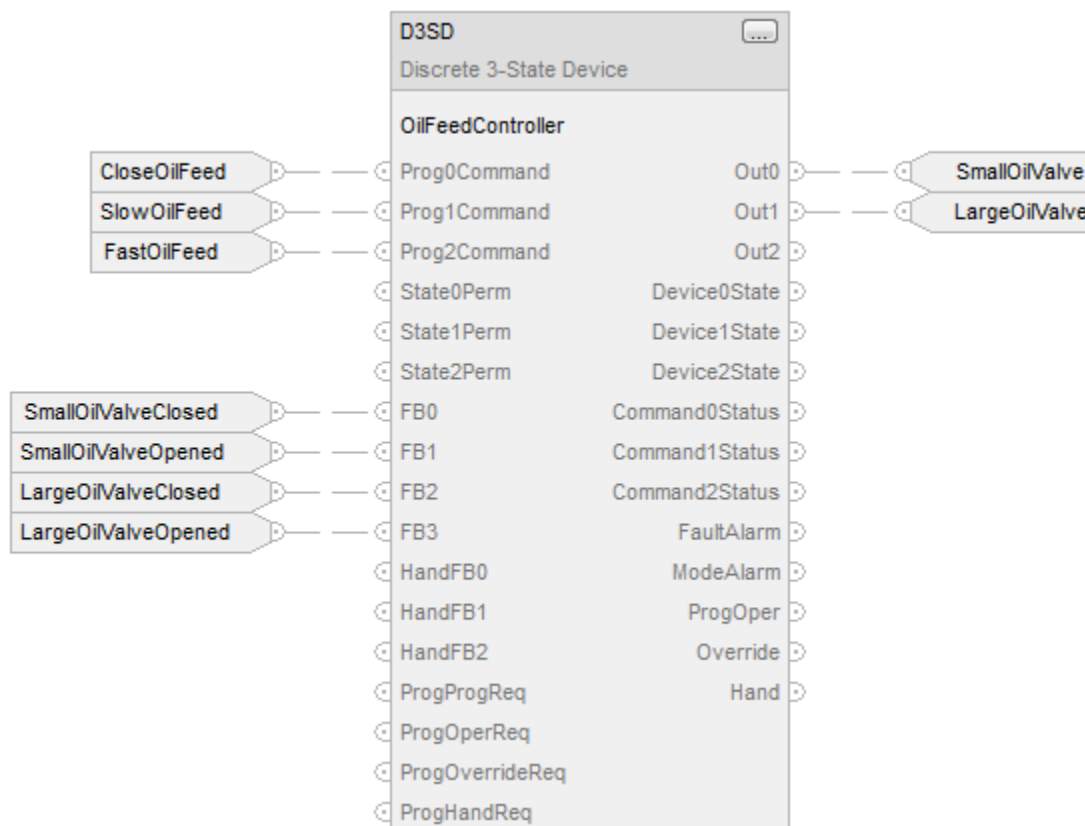 D3SD ...
Discrete 3-State Device
OilFeedController
CloseOilFeed Prog0Command Out0 SmallOilValve
SlowOilFeed Prog1Command Out1 LargeOilValve
FastOilFeed Prog2Command Out2
State0Perm Device0State
State1Perm Device1State
State2Perm Device2State
SmallOilValveClosed FB0 Command0Status
SmallOilValveOpened FB1 Command1Status
LargeOilValveClosed FB2 Command2Status
LargeOilValveOpened FB3 FaultAlarm
HandFB0 ModeAlarm
HandFB1 ProgOper
HandFB2 Override
ProgProgReq Hand
ProgOperReq
ProgOverrideReq
ProgHandReq